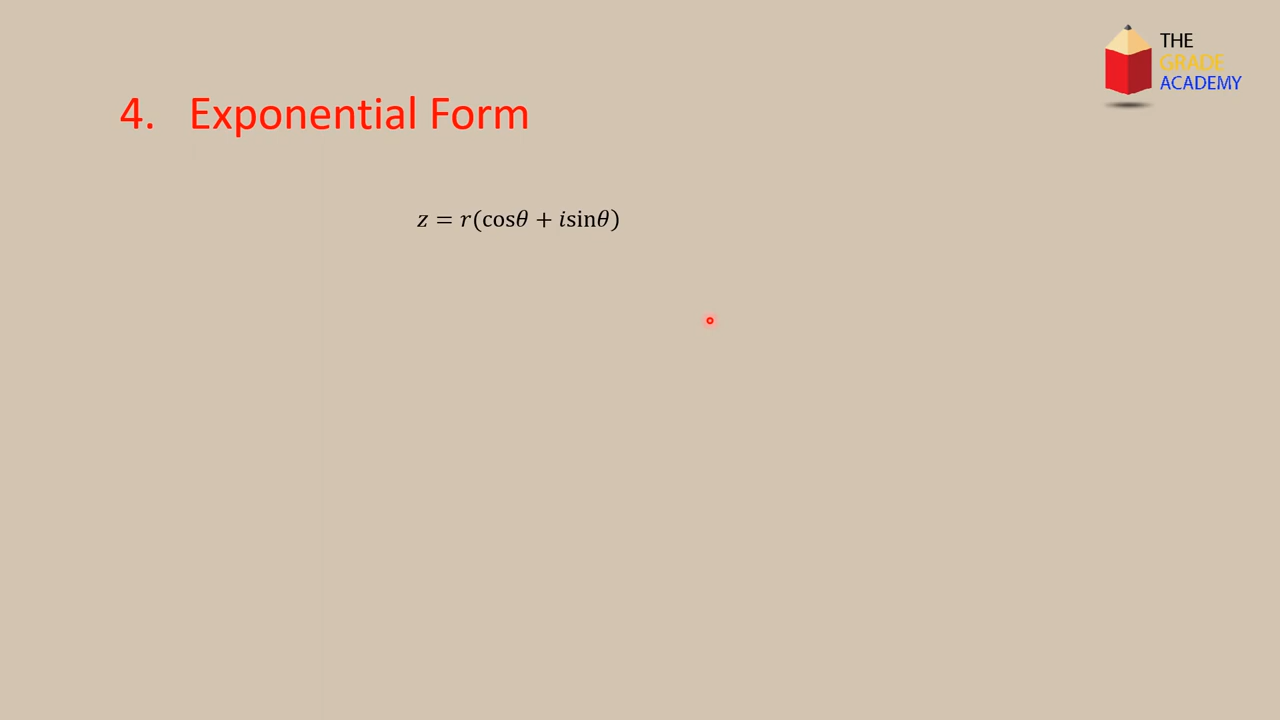 THE
GRADE
ACADEMY
4. Exponential Form
z = r(cosθ + isinθ)